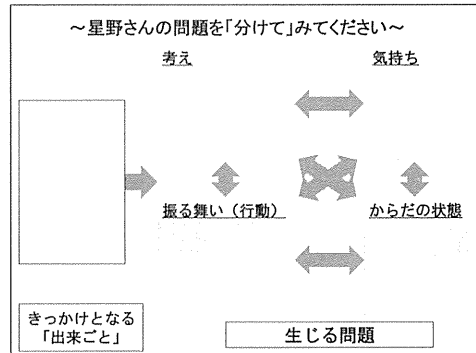 ～星野さんの問題を「分けて」みてください～
考え
気持ち
振る舞い（行動）
からだの状態
きっかけとなる
「出来ごと」
生じる問題